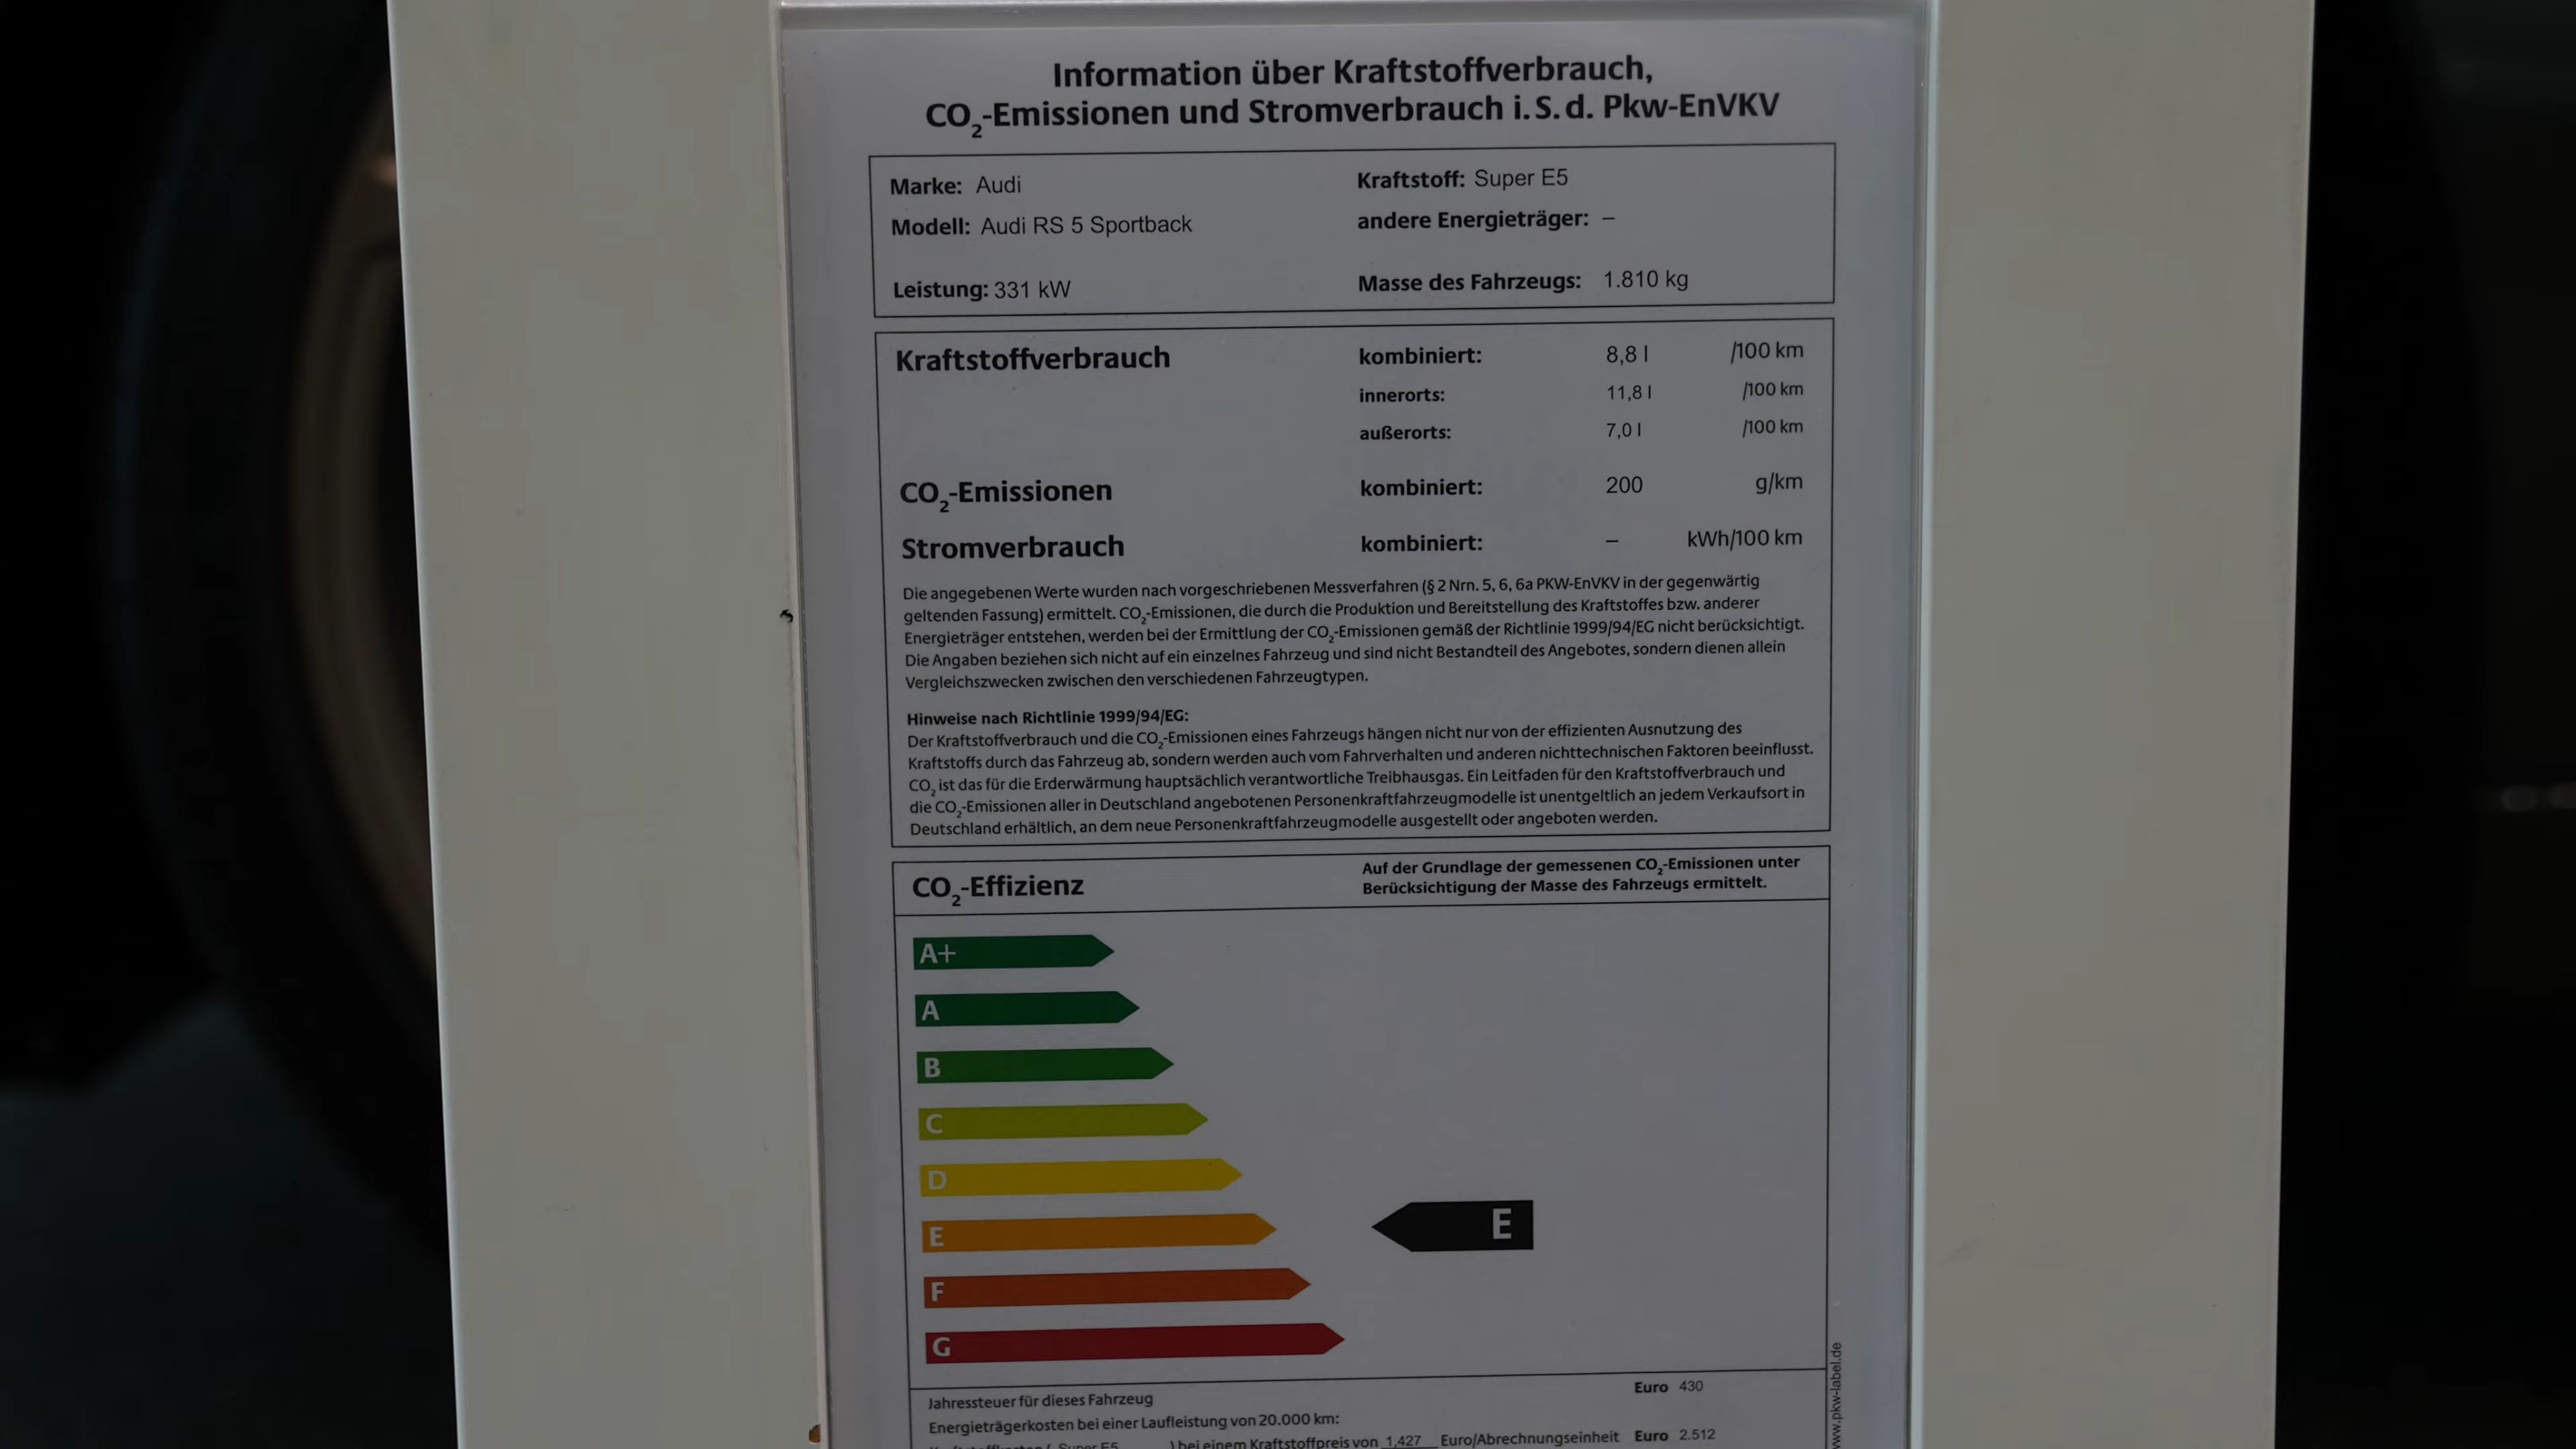 Information über Kraftstoffverbrauch,
CO₂-Emissionen und Stromverbrauch i. S. d. Pkw-EnVKV
Marke: Audi Kraftstoff: Super E5
Modell: Audi RS 5 Sportback andere Energieträger: –
Leistung: 331 kW Masse des Fahrzeugs: 1.810 kg
Kraftstoffverbrauch kombiniert: 8,8 l /100 km
innerorts: 11,8 l /100 km
außerorts: 7,0 l /100 km
CO₂-Emissionen kombiniert: 200 g/km
Stromverbrauch kombiniert: – kWh/100 km
Die angegebenen Werte wurden nach vorgeschriebenen Messverfahren (§ 2 Nrn. 5, 6, 6a PKW-EnVKV in der gegenwärtig
geltenden Fassung) ermittelt. CO₂-Emissionen, die durch die Produktion und Bereitstellung des Kraftstoffes bzw. anderer
Energieträger entstehen, werden bei der Ermittlung der CO₂-Emissionen gemäß der Richtlinie 1999/94/EG nicht berücksichtigt.
Die Angaben beziehen sich nicht auf ein einzelnes Fahrzeug und sind nicht Bestandteil des Angebotes, sondern dienen allein
Vergleichszwecken zwischen den verschiedenen Fahrzeugtypen.
Hinweise nach Richtlinie 1999/94/EG:
Der Kraftstoffverbrauch und die CO₂-Emissionen eines Fahrzeugs hängen nicht nur von der effizienten Ausnutzung des
Kraftstoffs durch das Fahrzeug ab, sondern werden auch vom Fahrverhalten und anderen nichttechnischen Faktoren beeinflusst.
CO₂ ist das für die Erderwärmung hauptsächlich verantwortliche Treibhausgas. Ein Leitfaden für den Kraftstoffverbrauch und
die CO₂-Emissionen aller in Deutschland angebotenen Personenkraftfahrzeugmodelle ist unentgeltlich an jedem Verkaufsort in
Deutschland erhältlich, an dem neue Personenkraftfahrzeugmodelle ausgestellt oder angeboten werden.
CO₂-Effizienz
Auf der Grundlage der gemessenen CO₂-Emissionen unter
Berücksichtigung der Masse des Fahrzeugs ermittelt.
A+
A
B
C
D
E E
F
G
Jahressteuer für dieses Fahrzeug Euro 430
Energieträgerkosten bei einer Laufleistung von 20.000 km:
Super E5 ) bei einem Kraftstoffpreis von 1,427 Euro/Abrechnungseinheit Euro 2.512
www.pkw-label.de